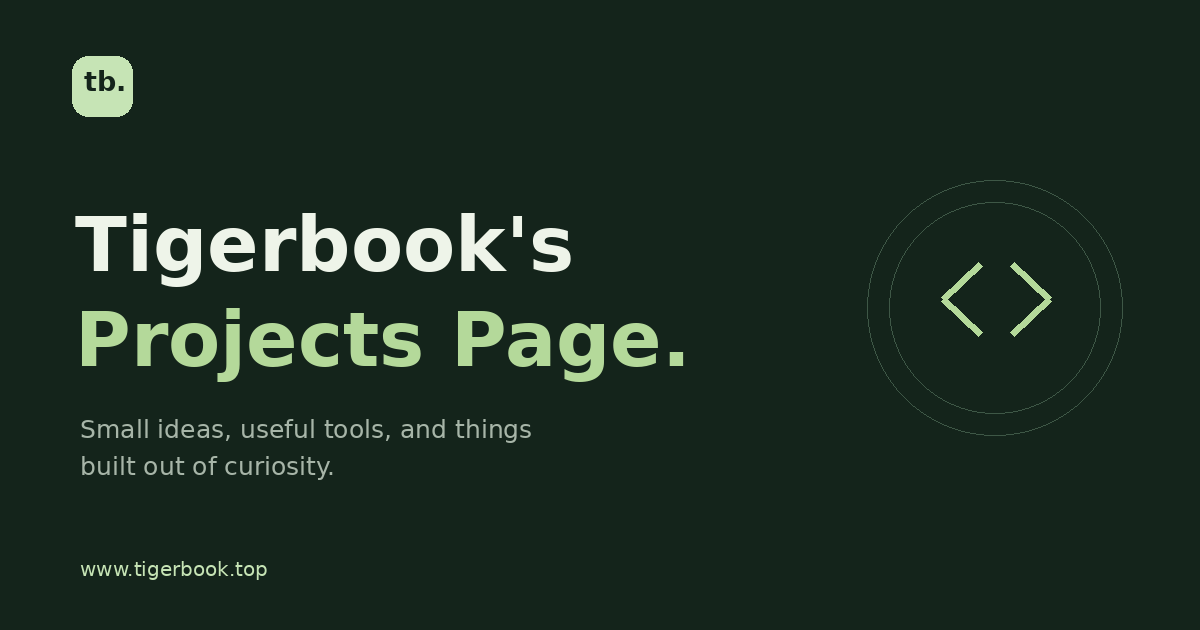 tb.
Tigerbook's
Projects Page.
Small ideas, useful tools, and things
built out of curiosity.
www.tigerbook.top